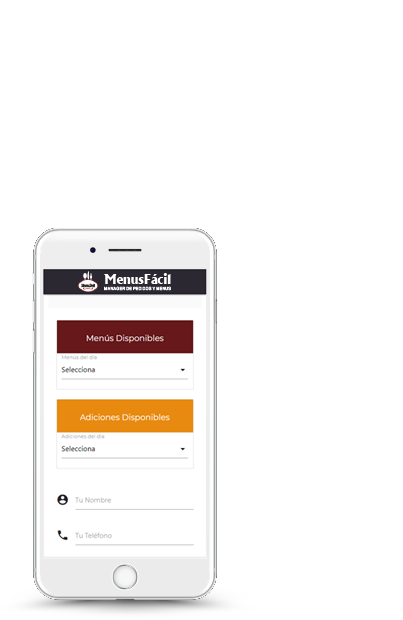 MenusFácil
MANAGER DE PEDIDOS Y MENUS
Menús Disponibles
Menus del día
Selecciona
Adiciones Disponibles
Adiciones del día
Selecciona
Tu Nombre
Tu Teléfono